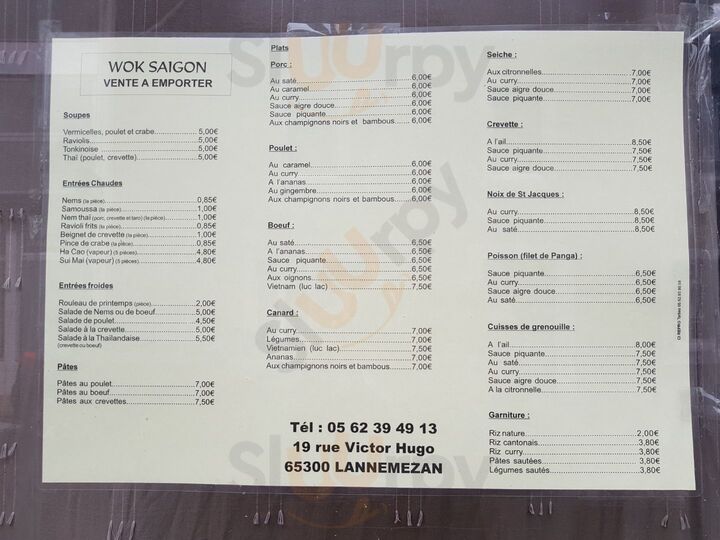 WOK SAIGON
VENTE A EMPORTER
Soupes
Vermicelles, poulet et crabe 5,00€
Raviolis 5,00€
Tonkinoise 5,00€
Thaï (poulet, crevette) 5,00€
Entrées Chaudes
Nems (la pièce) 0,85€
Samoussa (la pièce) 1,00€
Nem thaï (porc, crevette et taro) (la pièce) 1,00€
Ravioli frits (la pièce) 0,85€
Beignet de crevette (la pièce) 1,00€
Pince de crabe (la pièce) 0,85€
Ha Cao (vapeur) (5 pièces) 4,80€
Sui Mai (vapeur) (5 pièces) 4,80€
Entrées froides
Rouleau de printemps (pièce) 2,00€
Salade de Nems ou de boeuf 5,00€
Salade de poulet 4,50€
Salade à la crevette 5,00€
Salade à la Thaïlandaise 5,50€
(crevette ou boeuf)
Pâtes
Pâtes au poulet 7,00€
Pâtes au boeuf 7,00€
Pâtes aux crevettes 7,50€
Plats
Porc :
Au saté 6,00€
Au caramel 6,00€
Au curry 6,00€
Sauce aigre douce 6,00€
Sauce piquante 6,00€
Aux champignons noirs et bambous 6,00€
Poulet :
Au caramel 6,00€
Au curry 6,00€
A l'ananas 6,00€
Au gingembre 6,00€
Aux champignons noirs et bambous 6,00€
Boeuf :
Au saté 6,50€
A l'ananas 6,50€
Sauce piquante 6,50€
Au curry 6,50€
Aux oignons 6,50€
Vietnam (luc lac) 7,00€
Canard :
Au curry 7,00€
Légumes 7,00€
Vietnamien (luc lac) 7,50€
Ananas 7,00€
Aux champignons noirs et bambous 7,00€
Tél : 05 62 39 49 13
19 rue Victor Hugo
65300 LANNEMEZAN
Seiche :
Aux citronnelles 7,00€
Au curry 7,00€
Sauce aigre douce 7,00€
Sauce piquante 7,00€
Crevette :
A l'ail 8,50€
Sauce piquante 7,50€
Au curry 7,50€
Sauce aigre douce 7,50€
Noix de St Jacques :
Au curry 8,50€
Sauce piquante 8,50€
Au saté 8,50€
Poisson (filet de Panga) :
Sauce piquante 6,50€
Au curry 6,50€
Sauce aigre douce 6,50€
Au saté 6,50€
Cuisses de grenouille :
A l'ail 8,00€
Sauce piquante 7,50€
Au saté 7,50€
Au curry 7,50€
Sauce aigre douce 7,50€
A la citronnelle 7,50€
Garniture :
Riz nature 2,00€
Riz cantonais 3,80€
Riz curry 3,80€
Pâtes sautées 3,80€
Légumes sautés 3,80€
Sluurpy
Sluurpy
Sluurpy